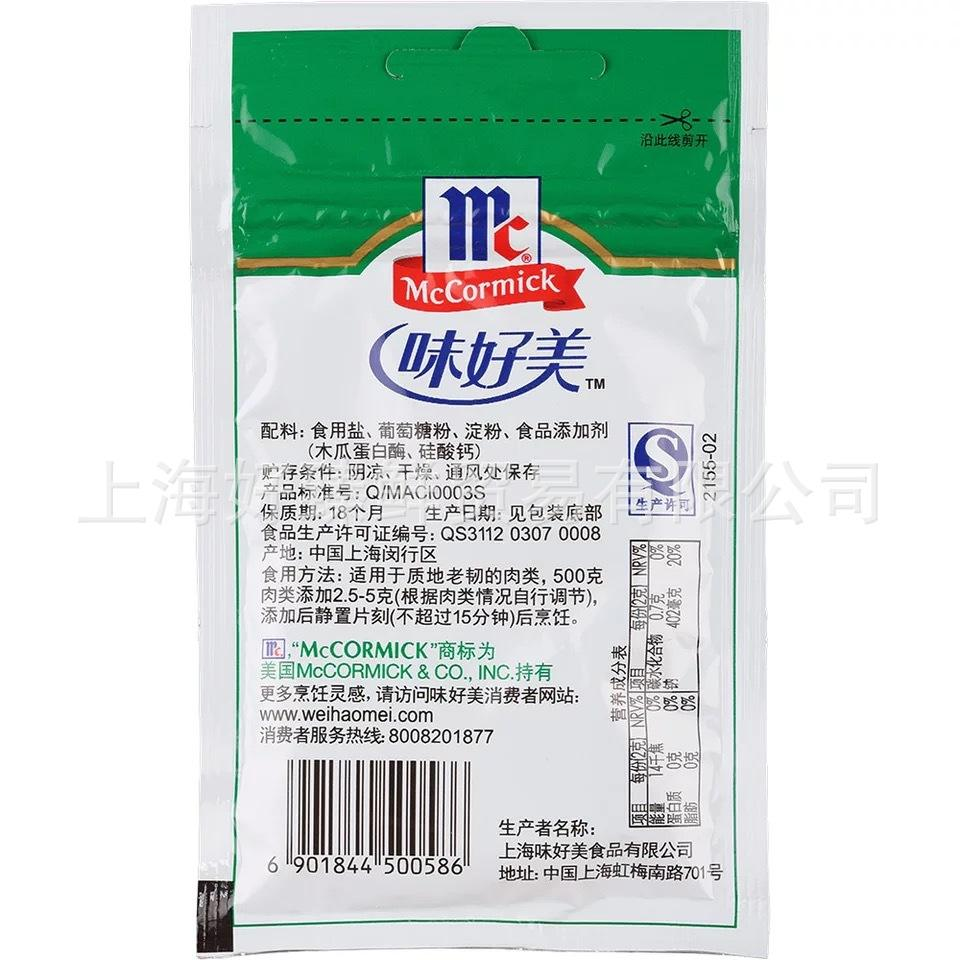 沿此线剪开
mc®
McCormick
味好美™
配料：食用盐、葡萄糖粉、淀粉、食品添加剂
（木瓜蛋白酶、硅酸钙）
贮存条件：阴凉、干燥、通风处保存
产品标准号：Q/MACI0003S
保质期：18个月 生产日期：见包装底部
食品生产许可证编号：QS3112 0307 0008
产地：中国上海闵行区
食用方法：适用于质地老韧的肉类，500克
肉类添加2.5-5克(根据肉类情况自行调节)，
添加后静置片刻(不超过15分钟)后烹饪。
mc,“McCORMICK”商标为
美国McCORMICK & CO., INC.持有
更多烹饪灵感，请访问味好美消费者网站：
www.weihaomei.com
消费者服务热线：8008201877
S
生产许可
2155-02
营养成分表
项目 每份(2克) NRV% 项目 每份(2克) NRV%
能量 14千焦 0% 碳水化合物 0.7克 0%
蛋白质 0克 0% 钠 402毫克 20%
脂肪 0克 0%
6 901844 500586
生产者名称：
上海味好美食品有限公司
地址：中国上海虹梅南路701号